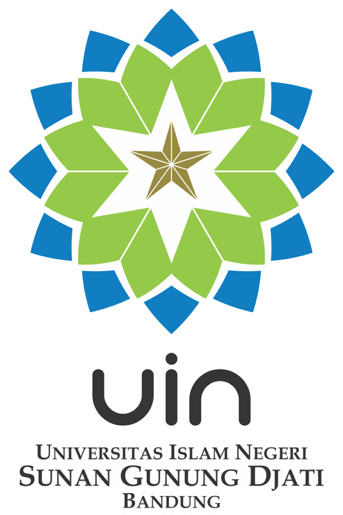 uin
UNIVERSITAS ISLAM NEGERI
SUNAN GUNUNG DJATI
BANDUNG